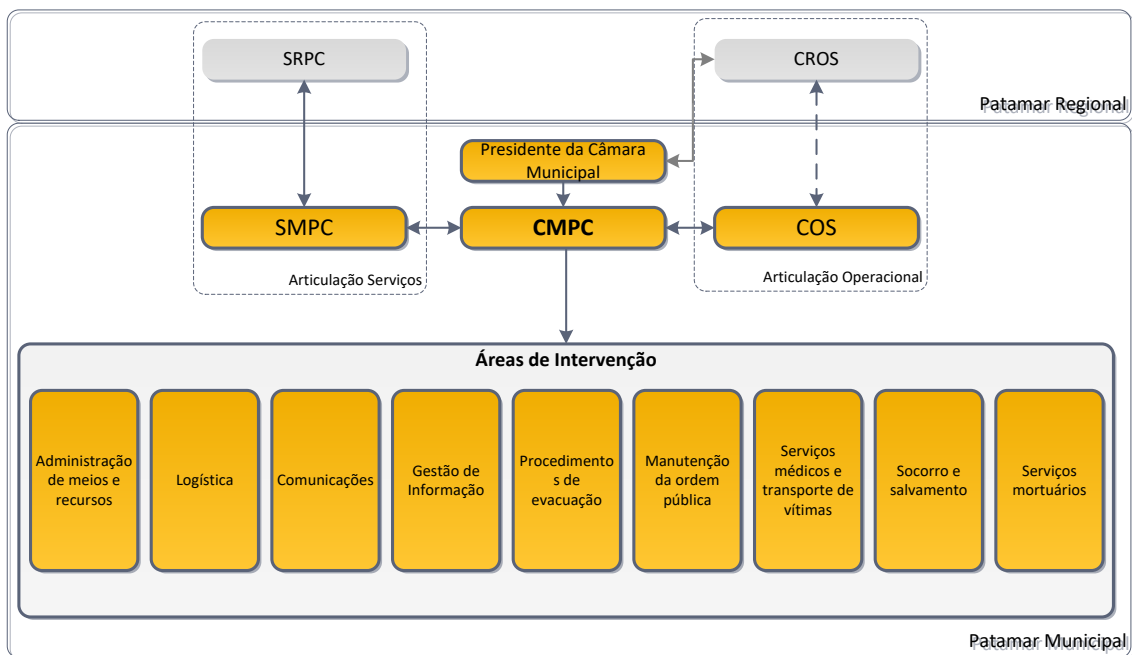 SRPC
CROS
Patamar Regional
Presidente da Câmara
Municipal
SMPC
CMPC
COS
Articulação Serviços
Articulação Operacional
Áreas de Intervenção
Administração
de meios e
recursos
Logística
Comunicações
Gestão de
Informação
Procedimento
s de
evacuação
Manutenção
da ordem
pública
Serviços
médicos e
transporte de
vítimas
Socorro e
salvamento
Serviços
mortuários
Patamar Municipal